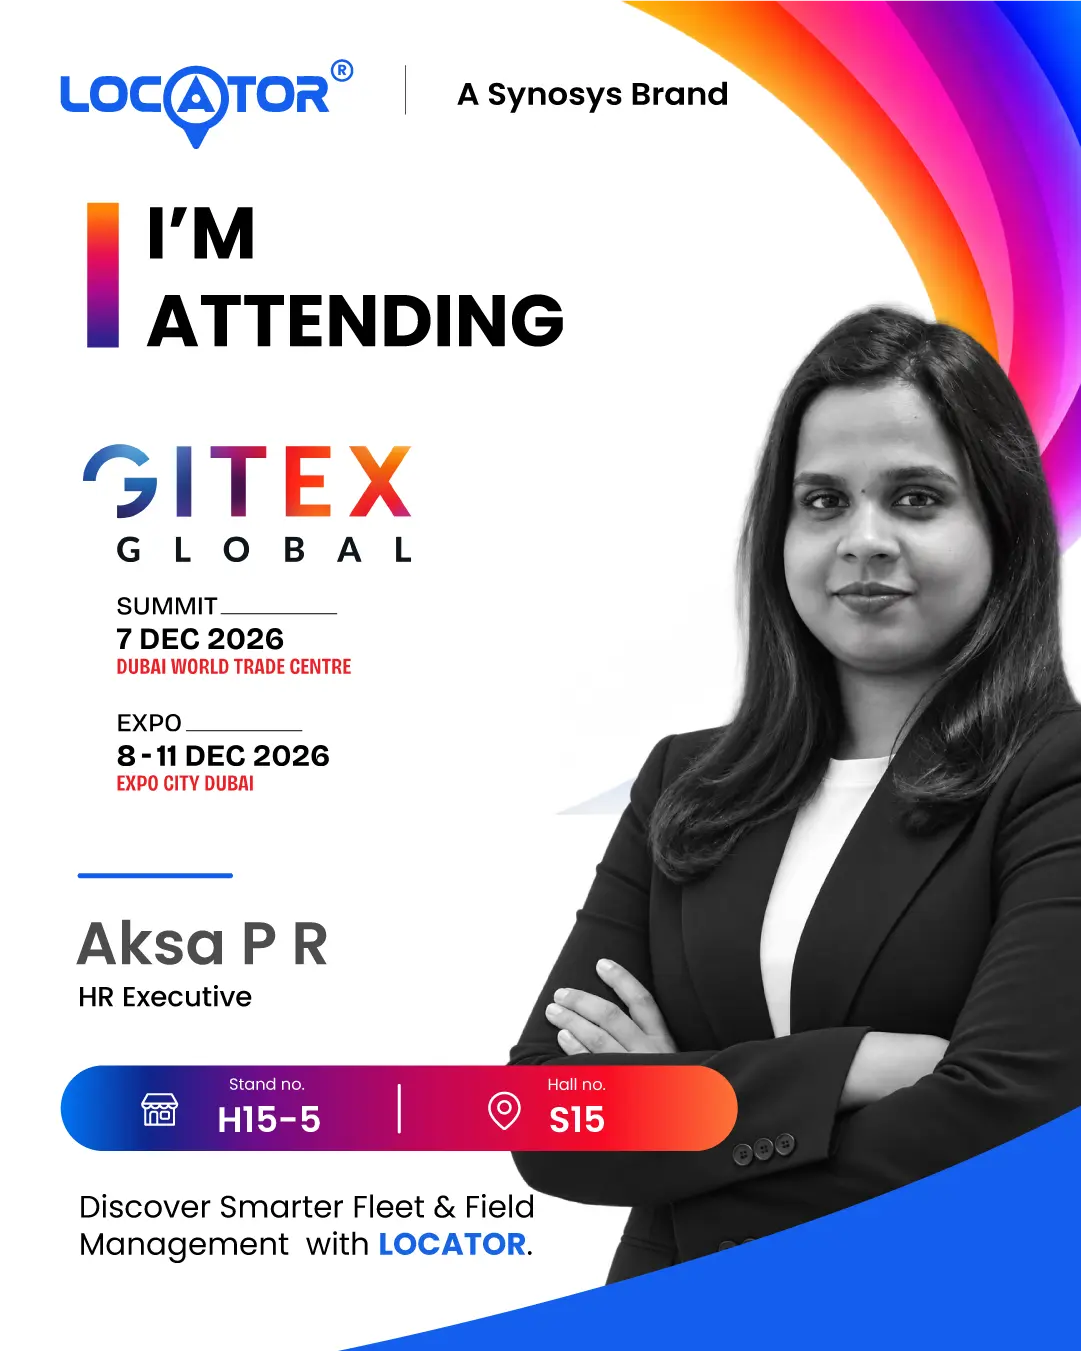 LOCATOR®
A Synosys Brand
I'M
ATTENDING
GITEX
GLOBAL
SUMMIT
7 DEC 2026
DUBAI WORLD TRADE CENTRE
EXPO
8 - 11 DEC 2026
EXPO CITY DUBAI
Aksa P R
HR Executive
Stand no.
H15-5
Hall no.
S15
Discover Smarter Fleet & Field
Management with LOCATOR.